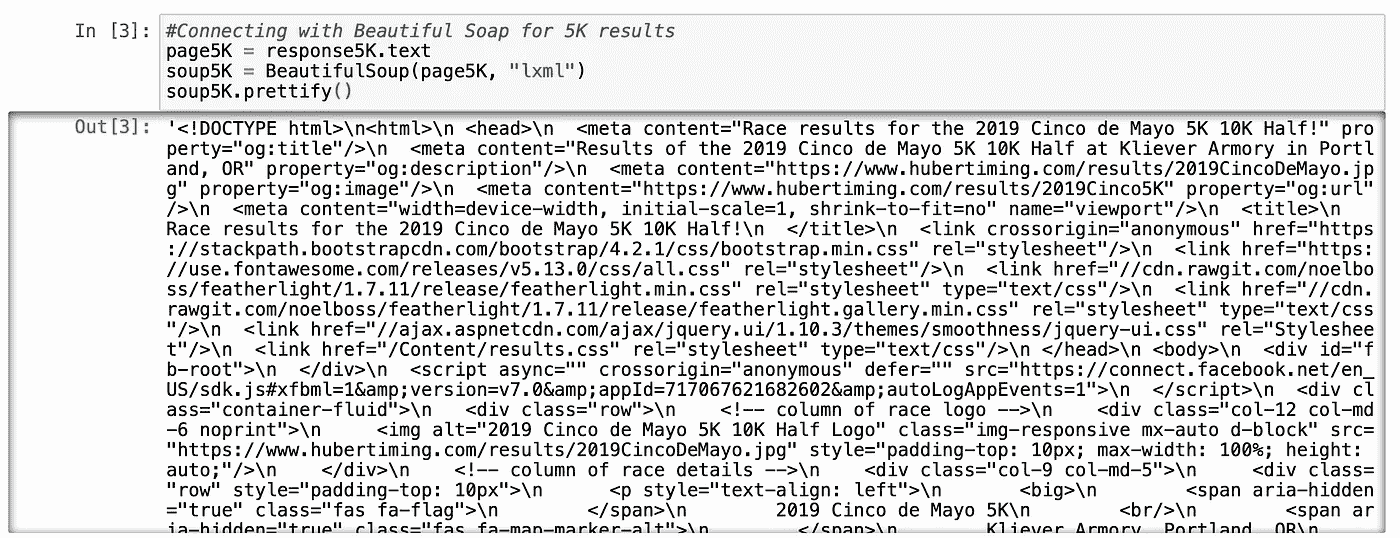 In [3]: #Connecting with Beautiful Soap for 5K results
page5K = response5K.text
soup5K = BeautifulSoup(page5K, "lxml")
soup5K.prettify()
Out[3]: '<!DOCTYPE html>\n<html>\n <head>\n  <meta content="Race results for the 2019 Cinco de Mayo 5K 10K Half!" pro
perty="og:title"/>\n  <meta content="Results of the 2019 Cinco de Mayo 5K 10K Half at Kliever Armory in Portl
and, OR" property="og:description"/>\n  <meta content="https://www.hubertiming.com/results/2019CincoDeMayo.jp
g" property="og:image"/>\n  <meta content="https://www.hubertiming.com/results/2019Cinco5K" property="og:url"
/>\n  <meta content="width=device-width, initial-scale=1, shrink-to-fit=no" name="viewport"/>\n  <title>\n
Race results for the 2019 Cinco de Mayo 5K 10K Half!\n  </title>\n  <link crossorigin="anonymous" href="https
://stackpath.bootstrapcdn.com/bootstrap/4.2.1/css/bootstrap.min.css" rel="stylesheet"/>\n  <link href="https:
//use.fontawesome.com/releases/v5.13.0/css/all.css" rel="stylesheet"/>\n  <link href="//cdn.rawgit.com/noelbo
ss/featherlight/1.7.11/release/featherlight.min.css" rel="stylesheet" type="text/css"/>\n  <link href="//cdn.
rawgit.com/noelboss/featherlight/1.7.11/release/featherlight.gallery.min.css" rel="stylesheet" type="text/css
"/>\n  <link href="//ajax.aspnetcdn.com/ajax/jquery.ui/1.10.3/themes/smoothness/jquery-ui.css" rel="Styleshee
t"/>\n  <link href="/Content/results.css" rel="stylesheet" type="text/css"/>\n </head>\n <body>\n  <div id="f
b-root">\n  </div>\n  <script async="" crossorigin="anonymous" defer="" src="https://connect.facebook.net/en_
US/sdk.js#xfbml=1&amp;version=v7.0&amp;appId=717067621682602&amp;autoLogAppEvents=1">\n  </script>\n  <div cl
ass="container-fluid">\n   <div class="row">\n    <!-- column of race logo -->\n    <div class="col-12 col-md
-6 noprint">\n     <img alt="2019 Cinco de Mayo 5K 10K Half Logo" class="img-responsive mx-auto d-block" src=
"https://www.hubertiming.com/results/2019CincoDeMayo.jpg" style="padding-top: 10px; max-width: 100%; height:
auto;"/>\n    </div>\n    <!-- column of race details -->\n    <div class="col-9 col-md-5">\n     <div class=
"row" style="padding-top: 10px">\n      <p style="text-align: left">\n       <big>\n        <span aria-hidden
="true" class="fas fa-flag">\n        </span>\n        2019 Cinco de Mayo 5K\n        <br/>\n        <span ar
ia-hidden="true" class="fas fa-map-marker-alt">\n        </span>\n        Kliever Armory, Portland, OR\n